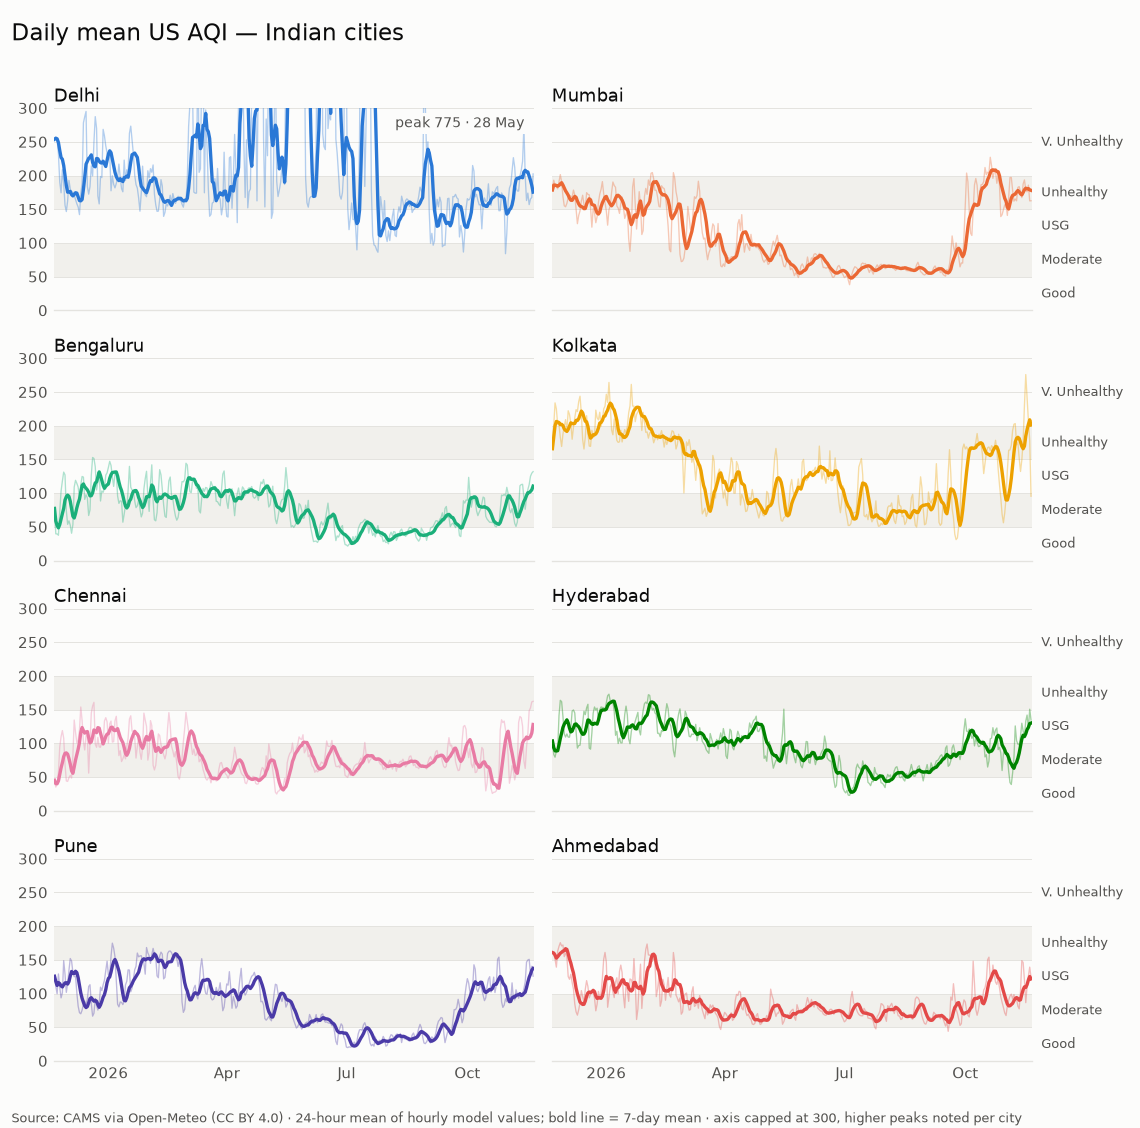 Daily mean US AQI — Indian cities
Delhi
Mumbai
300
250
200
150
100
50
0
peak 775 · 28 May
V. Unhealthy
Unhealthy
USG
Moderate
Good
Bengaluru
Kolkata
300
250
200
150
100
50
0
V. Unhealthy
Unhealthy
USG
Moderate
Good
Chennai
Hyderabad
300
250
200
150
100
50
0
V. Unhealthy
Unhealthy
USG
Moderate
Good
Pune
Ahmedabad
300
250
200
150
100
50
0
V. Unhealthy
Unhealthy
USG
Moderate
Good
2026 Apr Jul Oct
2026 Apr Jul Oct
Source: CAMS via Open-Meteo (CC BY 4.0) · 24-hour mean of hourly model values; bold line = 7-day mean · axis capped at 300, higher peaks noted per city